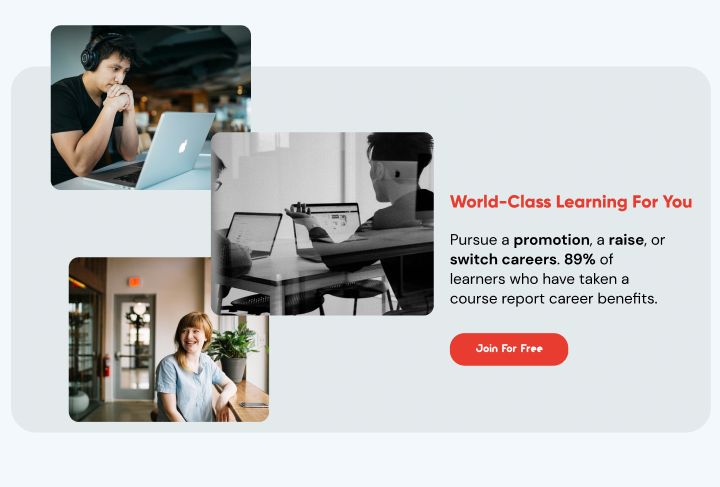 World-Class Learning For You
Pursue a promotion, a raise, or
switch careers. 89% of
learners who have taken a
course report career benefits.
Join For Free